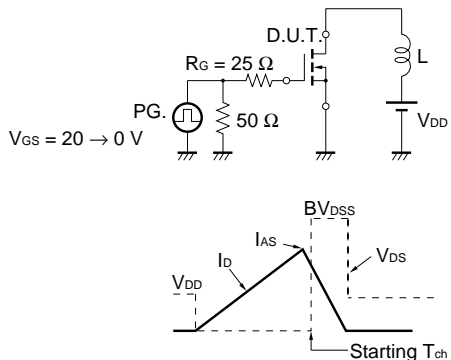 D.U.T.
RG = 25 Ω
L
PG.
50 Ω
VDD
VGS = 20 → 0 V
BVDSS
IAS
ID
VDS
VDD
Starting Tch